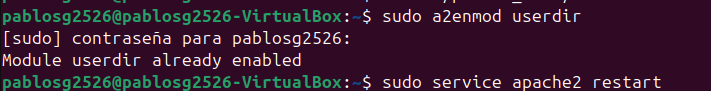 pablosg2526@pablosg2526-VirtualBox:~$ sudo a2enmod userdir
[sudo] contraseña para pablosg2526:
Module userdir already enabled
pablosg2526@pablosg2526-VirtualBox:~$ sudo service apache2 restart